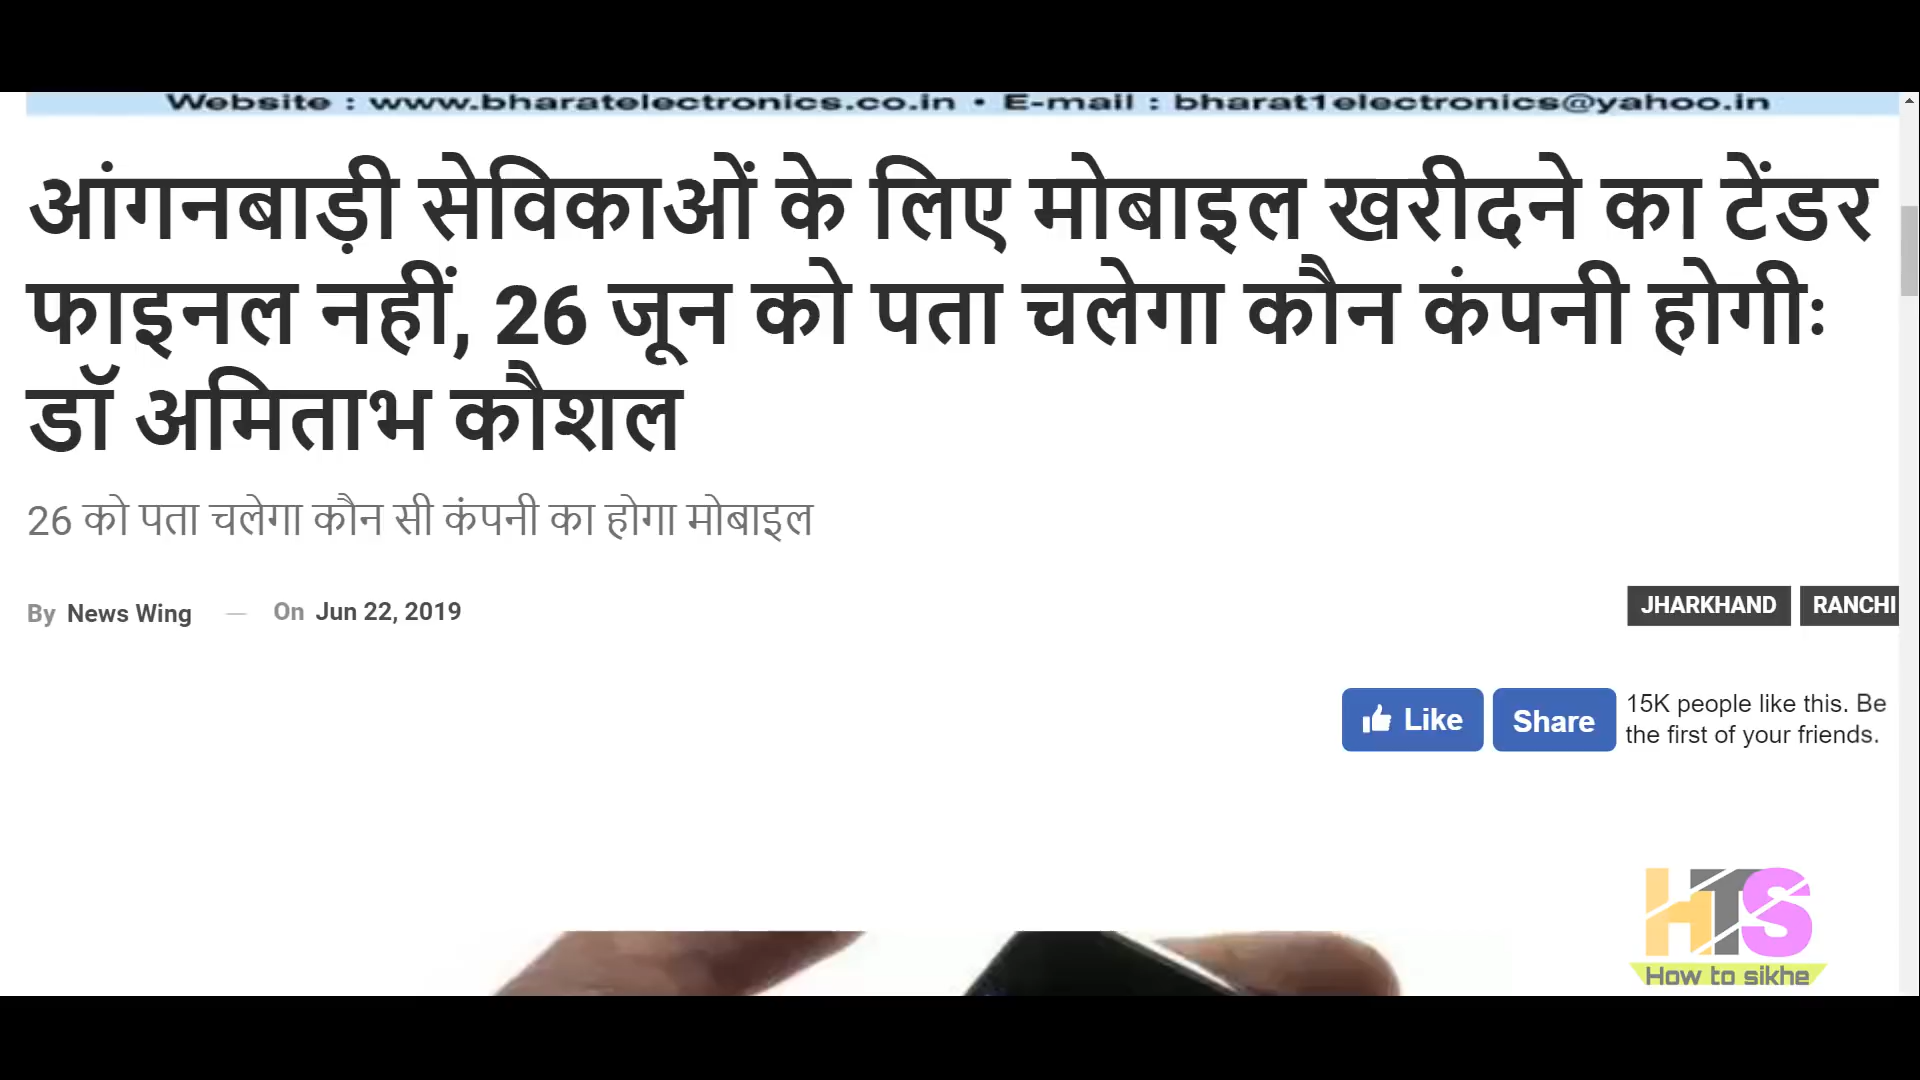 Website : www.bharatelectronics.co.in • E-mail : bharat1electronics@yahoo.in
आंगनबाड़ी सेविकाओं के लिए मोबाइल खरीदने का टेंडर
फाइनल नहीं, 26 जून को पता चलेगा कौन कंपनी होगीः
डॉ अमिताभ कौशल
26 को पता चलेगा कौन सी कंपनी का होगा मोबाइल
By News Wing — On Jun 22, 2019
JHARKHAND RANCHI
Like Share 15K people like this. Be
the first of your friends.
HTS
How to sikhe